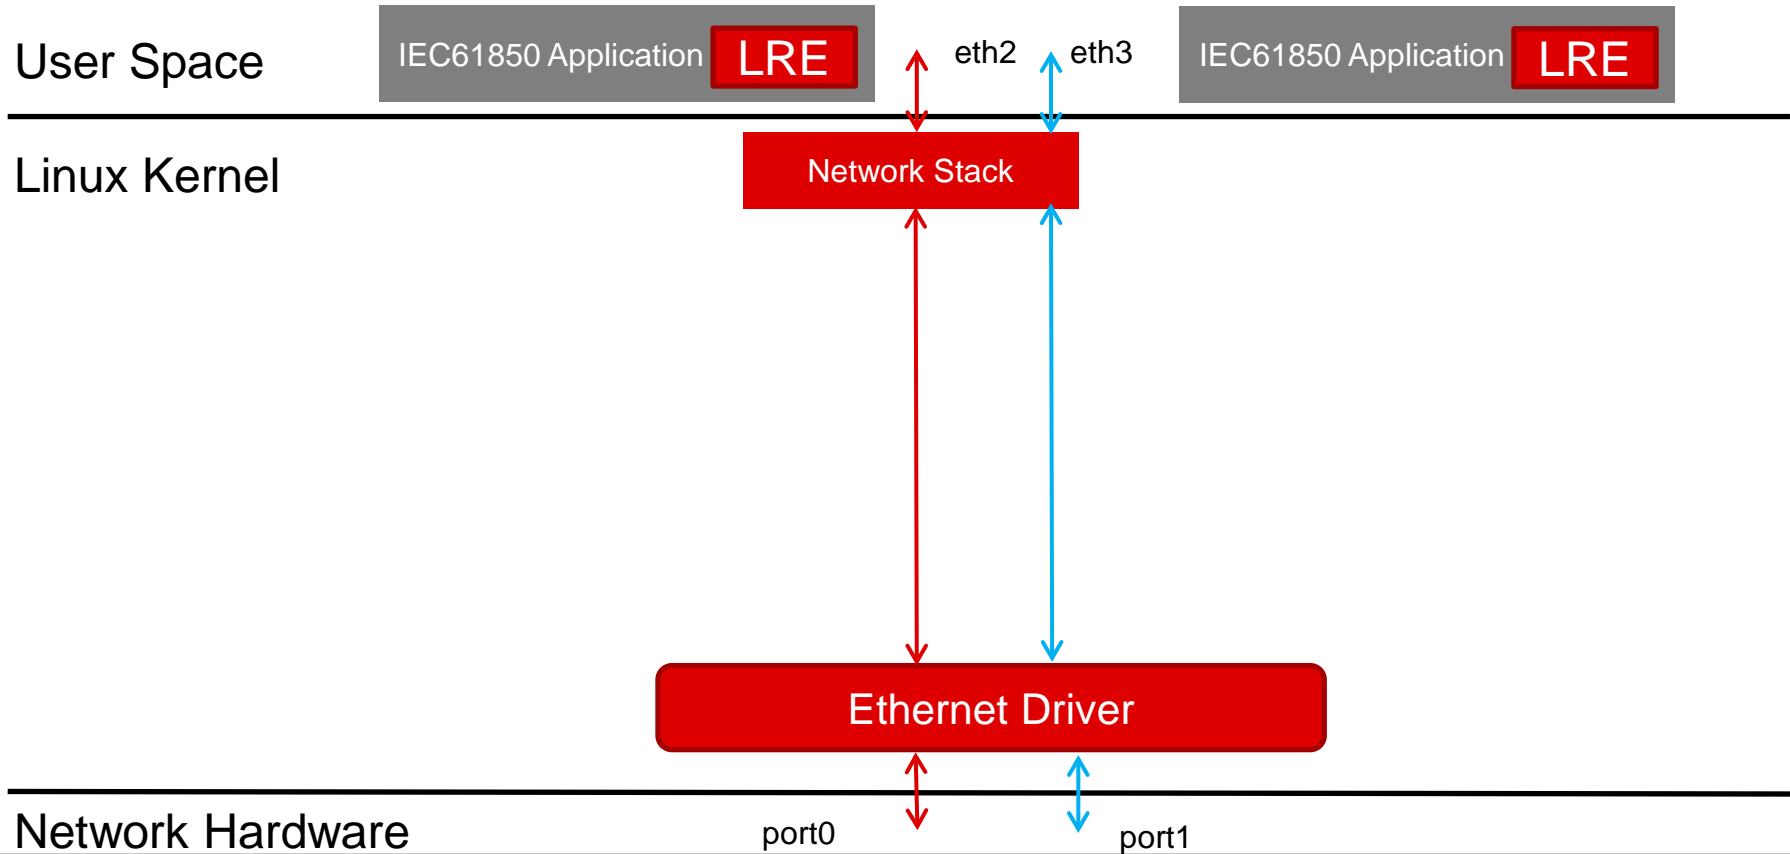 User Space
IEC61850 Application
LRE
eth2
eth3
IEC61850 Application
LRE
Linux Kernel
Network Stack
Ethernet Driver
Network Hardware
port0
port1